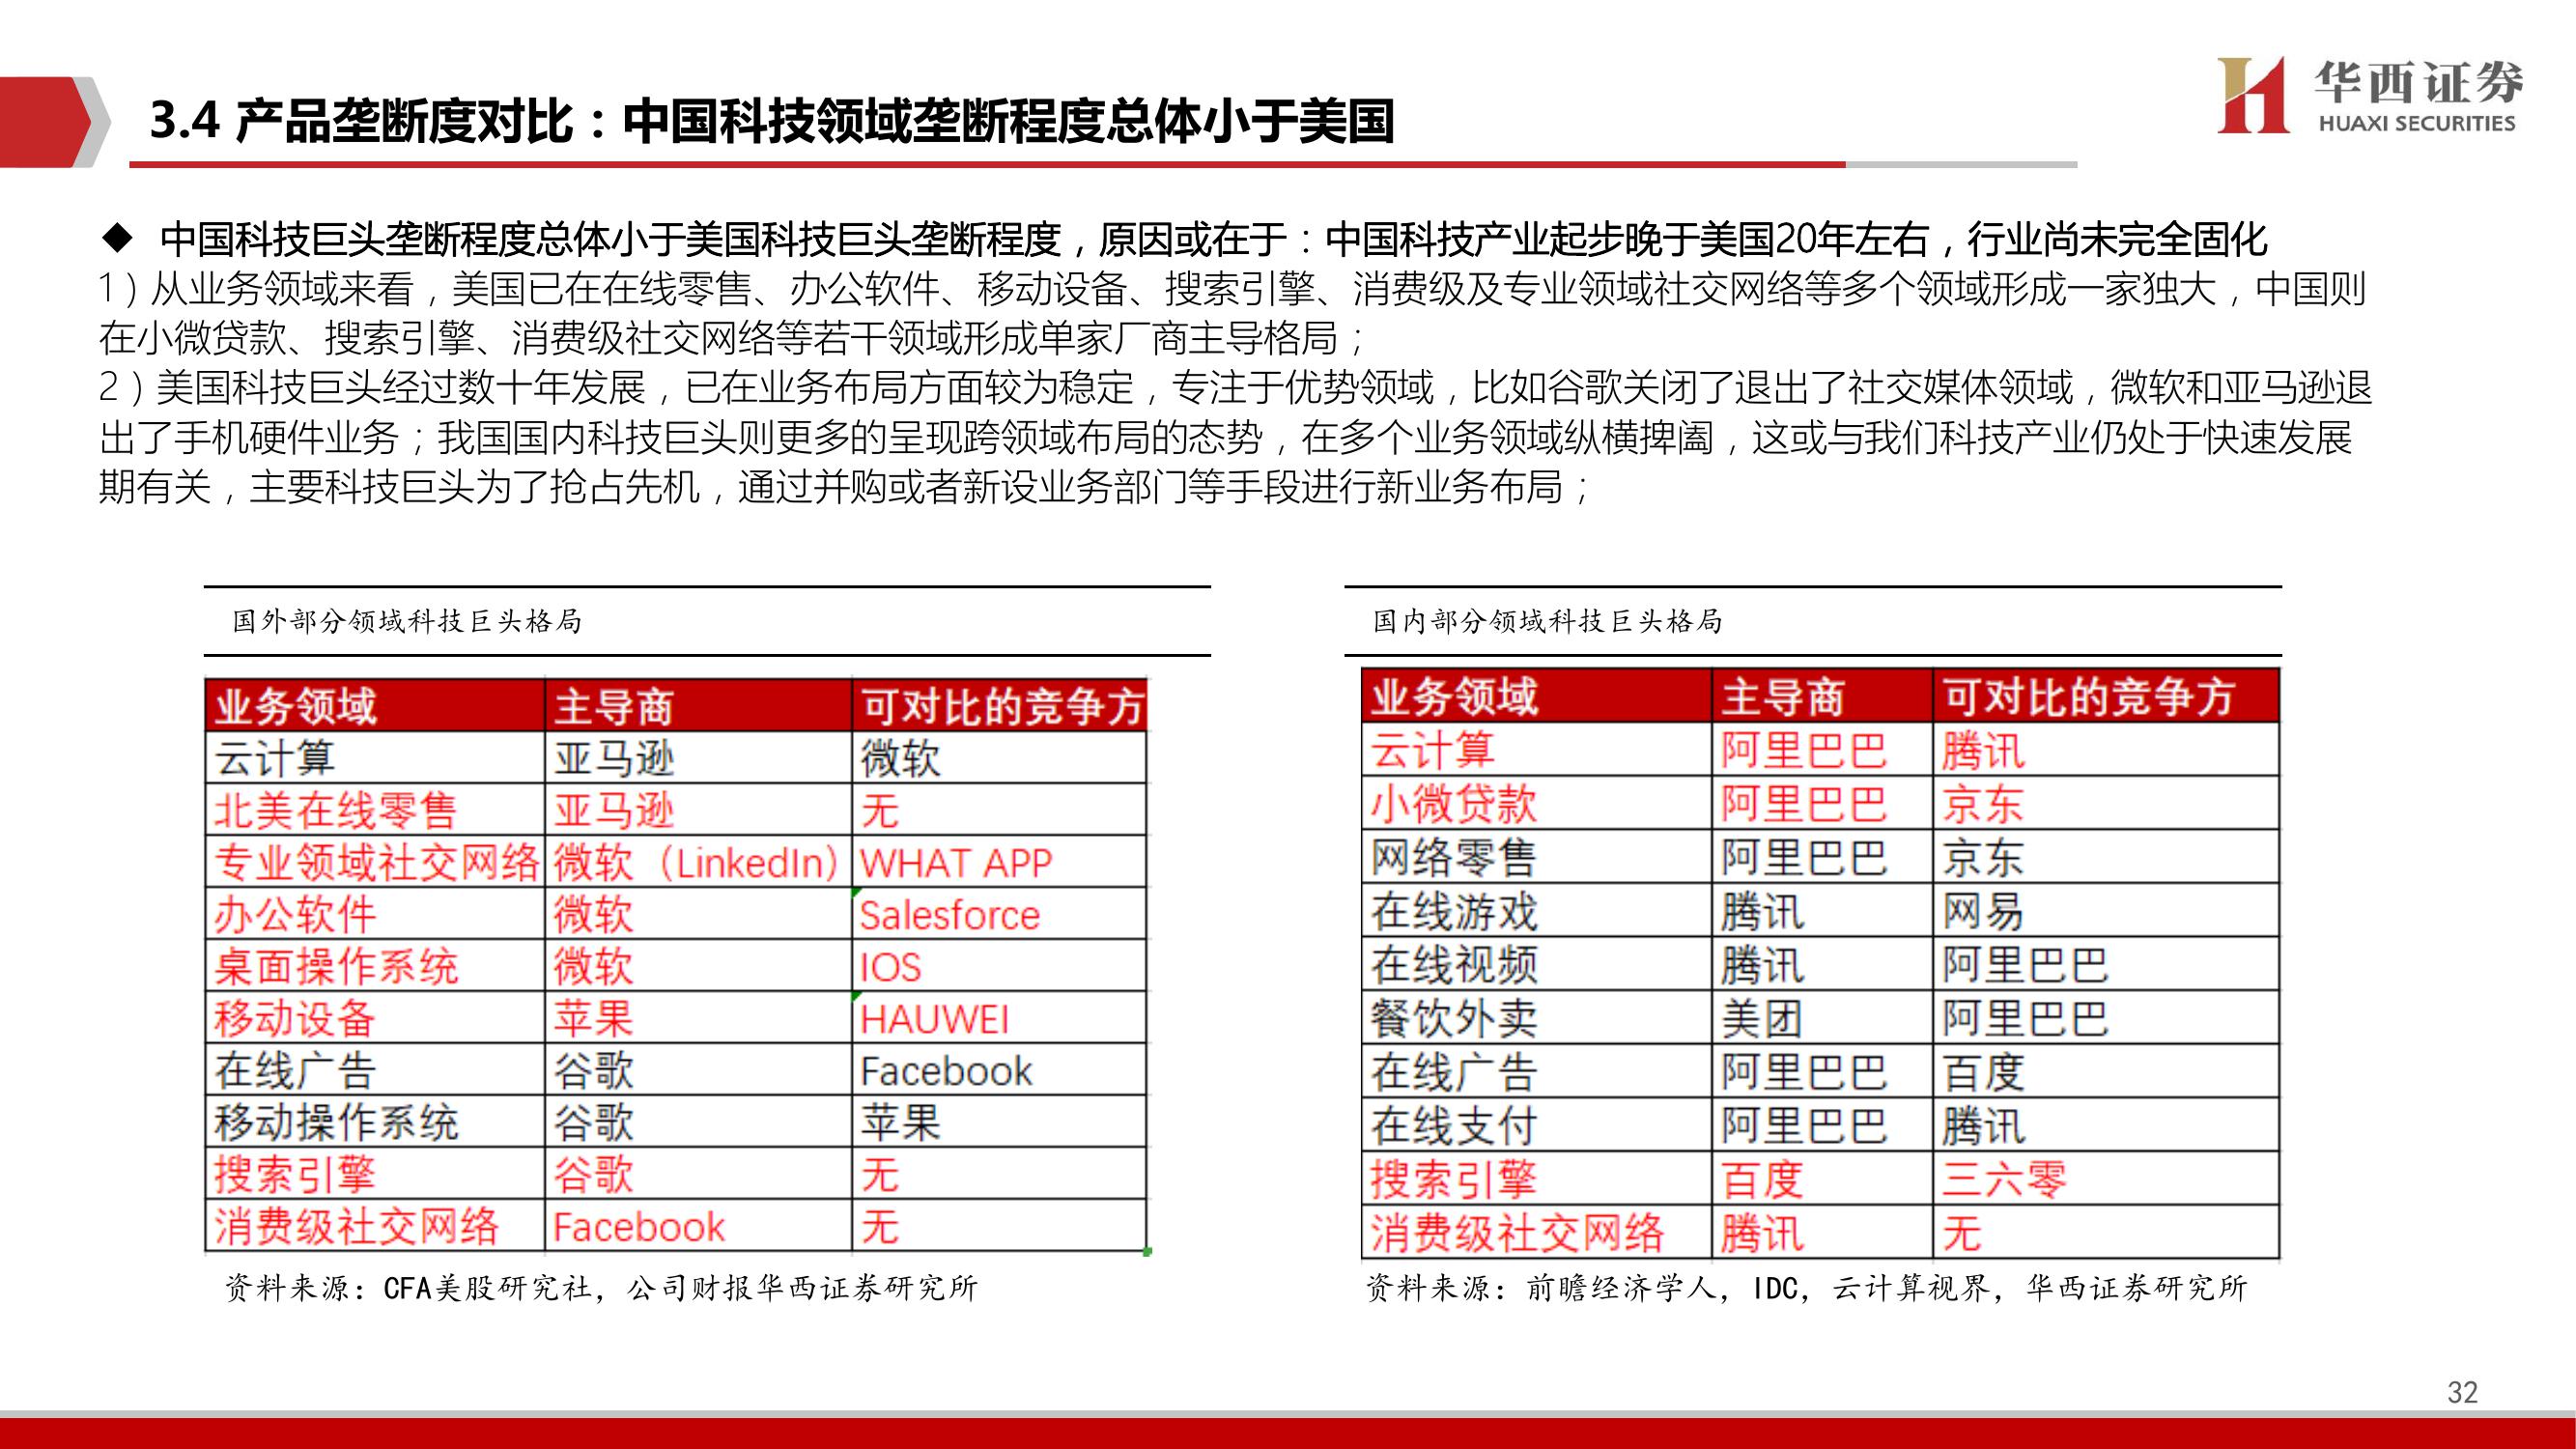 3.4 产品垄断度对比：中国科技领域垄断程度总体小于美国
华西证券
HUAXI SECURITIES
◆ 中国科技巨头垄断程度总体小于美国科技巨头垄断程度，原因或在于：中国科技产业起步晚于美国20年左右，行业尚未完全固化
1）从业务领域来看，美国已在在线零售、办公软件、移动设备、搜索引擎、消费级及专业领域社交网络等多个领域形成一家独大，中国则
在小微贷款、搜索引擎、消费级社交网络等若干领域形成单家厂商主导格局；
2）美国科技巨头经过数十年发展，已在业务布局方面较为稳定，专注于优势领域，比如谷歌关闭了退出了社交媒体领域，微软和亚马逊退
出了手机硬件业务；我国国内科技巨头则更多的呈现跨领域布局的态势，在多个业务领域纵横捭阖，这或与我们科技产业仍处于快速发展
期有关，主要科技巨头为了抢占先机，通过并购或者新设业务部门等手段进行新业务布局；
国外部分领域科技巨头格局
业务领域 主导商 可对比的竞争方
云计算 亚马逊 微软
北美在线零售 亚马逊 无
专业领域社交网络 微软（LinkedIn） WHAT APP
办公软件 微软 Salesforce
桌面操作系统 微软 IOS
移动设备 苹果 HAUWEI
在线广告 谷歌 Facebook
移动操作系统 谷歌 苹果
搜索引擎 谷歌 无
消费级社交网络 Facebook 无
资料来源：CFA美股研究社，公司财报华西证券研究所
国内部分领域科技巨头格局
业务领域 主导商 可对比的竞争方
云计算 阿里巴巴 腾讯
小微贷款 阿里巴巴 京东
网络零售 阿里巴巴 京东
在线游戏 腾讯 网易
在线视频 腾讯 阿里巴巴
餐饮外卖 美团 阿里巴巴
在线广告 阿里巴巴 百度
在线支付 阿里巴巴 腾讯
搜索引擎 百度 三六零
消费级社交网络 腾讯 无
资料来源：前瞻经济学人，IDC，云计算视界，华西证券研究所
32